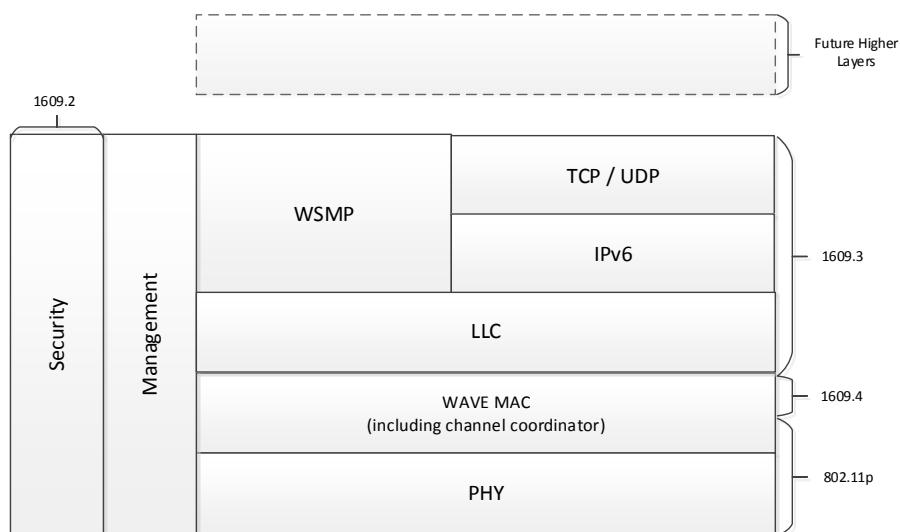 Future Higher
Layers
1609.2
TCP / UDP
WSMP
IPv6
1609.3
Security
Management
LLC
WAVE MAC
(including channel coordinator)
1609.4
PHY
802.11p